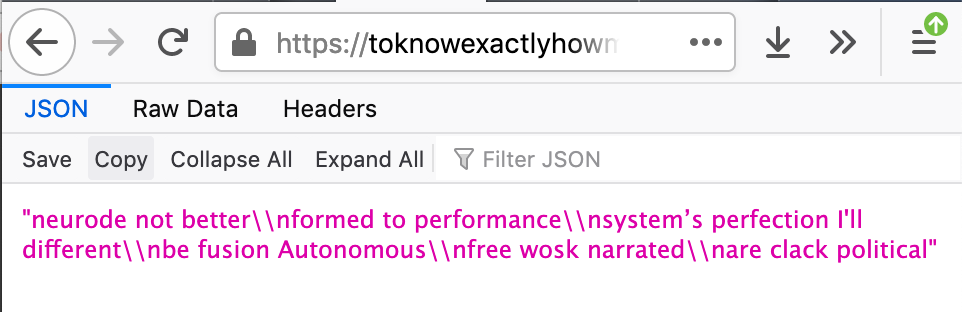 https://toknowexactlyhown
JSON Raw Data Headers
Save Copy Collapse All Expand All Filter JSON
"neurode not better\\nformed to performance\\nsystem’s perfection I'll
different\\nbe fusion Autonomous\\nfree wosk narrated\\nare clack political"